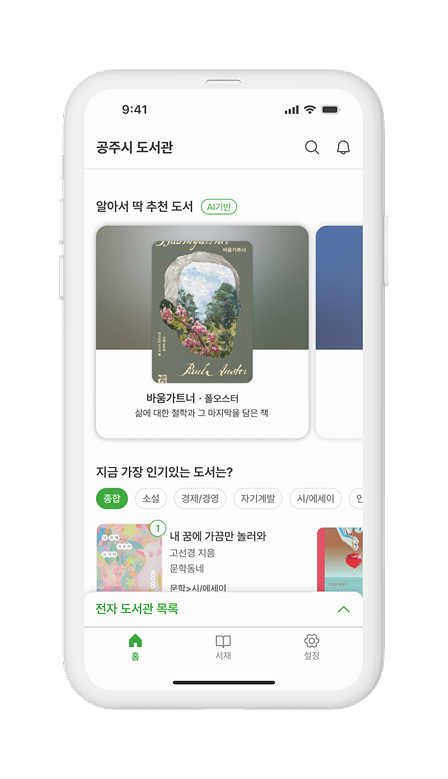 9:41
공주시 도서관
알아서 딱 추천 도서 AI기반
바움가트너
Paul Auster
바움가트너 · 폴오스터
삶에 대한 철학과 그 마지막을 담은 책
지금 가장 인기있는 도서는?
종합 소설 경제/경영 자기계발 시/에세이
1
내 꿈에 가끔만 놀러와
고선경 지음
문학동네
문학>시/에세이
전자 도서관 목록
홈 서재 설정